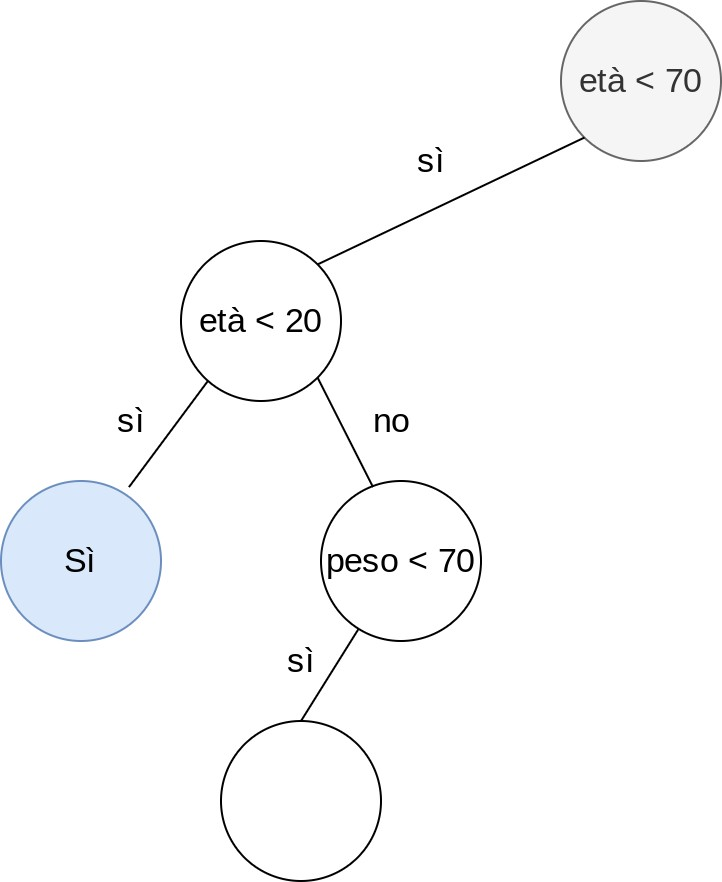 età < 70
sì
età < 20
sì
no
Sì
peso < 70
sì